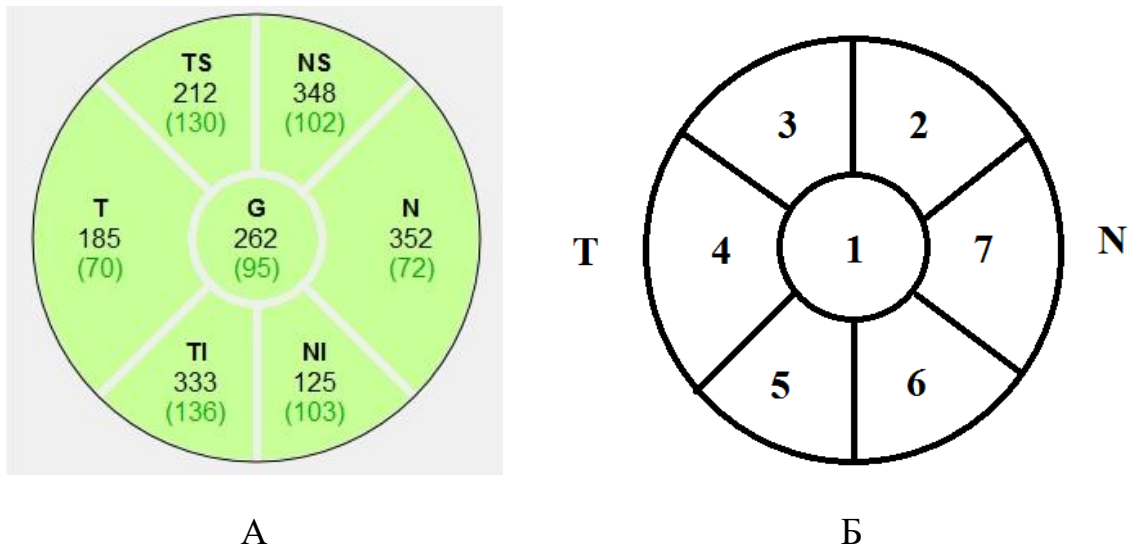 TS
212
(130)
NS
348
(102)
T
185
(70)
G
262
(95)
N
352
(72)
TI
333
(136)
NI
125
(103)
А
3
2
T
4
1
7
N
5
6
Б